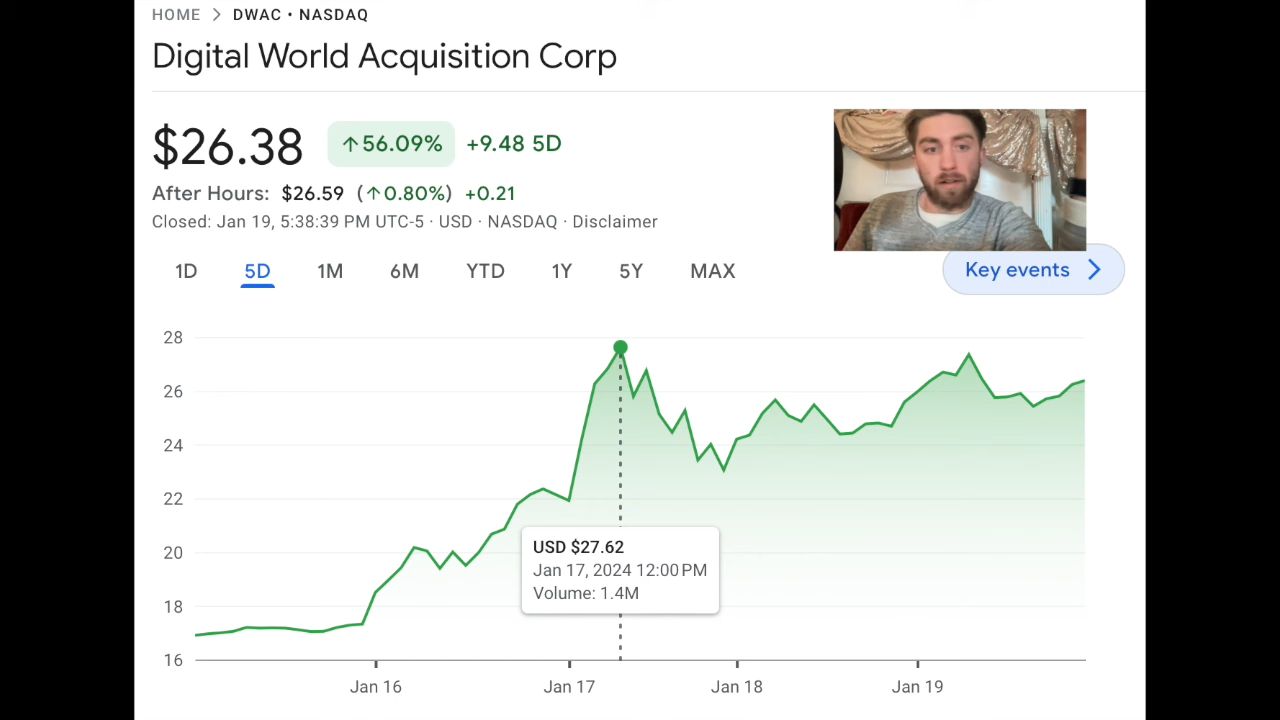 HOME > DWAC • NASDAQ
Digital World Acquisition Corp
$26.38 ↑56.09% +9.48 5D
After Hours: $26.59 (↑0.80%) +0.21
Closed: Jan 19, 5:38:39 PM UTC-5 · USD · NASDAQ · Disclaimer
1D 5D 1M 6M YTD 1Y 5Y MAX
Key events >
28
26
24
22
20
18
16
USD $27.62
Jan 17, 2024 12:00 PM
Volume: 1.4M
Jan 16 Jan 17 Jan 18 Jan 19